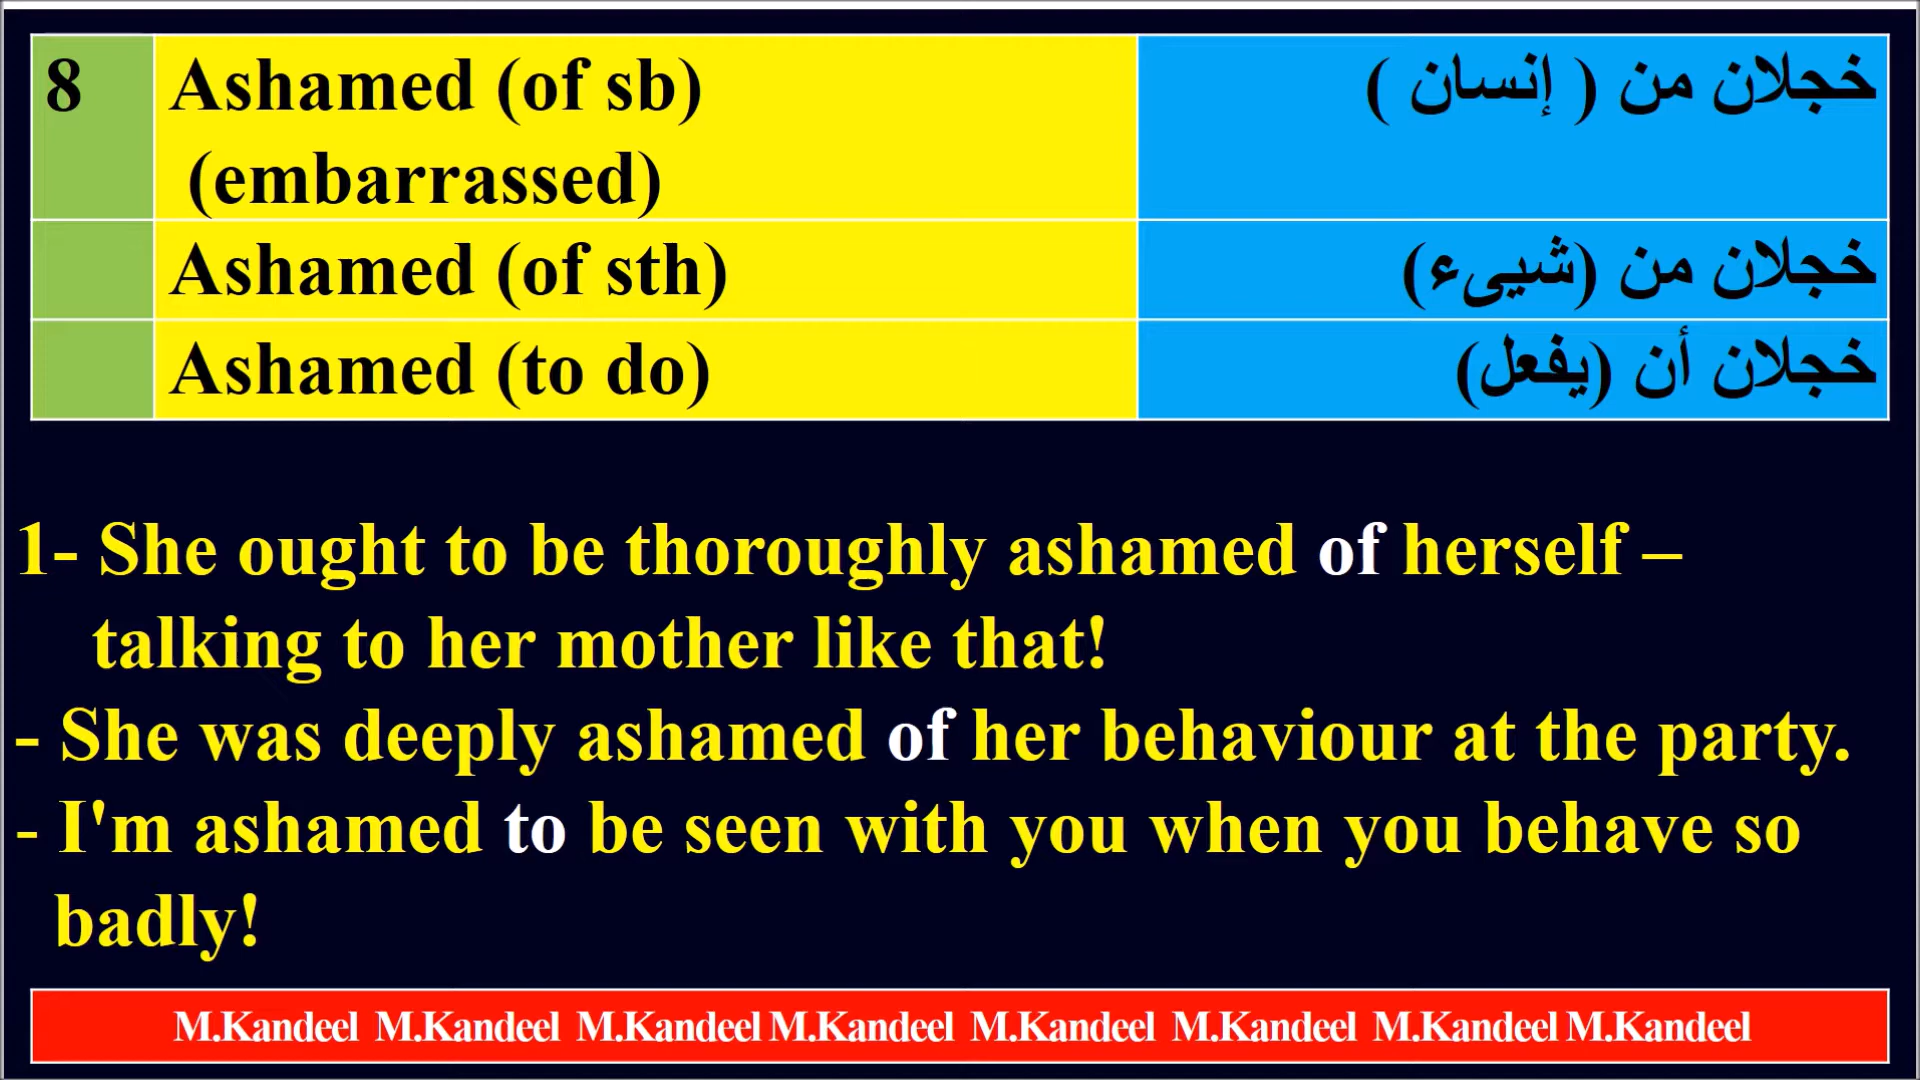 8 Ashamed (of sb) خجلان من ( إنسان )
(embarrassed)
Ashamed (of sth) خجلان من (شيىء)
Ashamed (to do) خجلان أن (يفعل)
1- She ought to be thoroughly ashamed of herself –
talking to her mother like that!
- She was deeply ashamed of her behaviour at the party.
- I'm ashamed to be seen with you when you behave so
badly!
M.Kandeel M.Kandeel M.Kandeel M.Kandeel M.Kandeel M.Kandeel M.Kandeel M.Kandeel